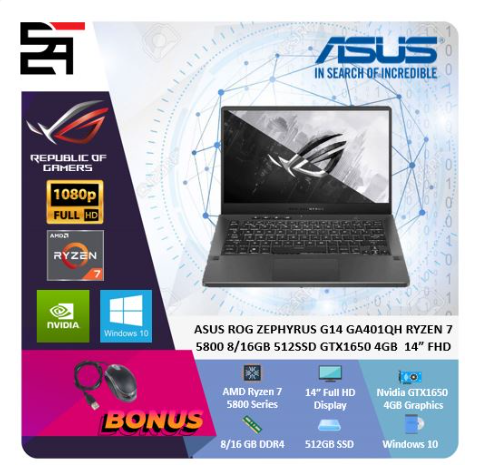 ASUS
IN SEARCH OF INCREDIBLE
REPUBLIC OF
GAMERS
1080p
FULL HD
AMD
RYZEN
7
NVIDIA
Windows 10
ASUS ROG ZEPHYRUS G14 GA401QH RYZEN 7
5800 8/16GB 512SSD GTX1650 4GB 14” FHD
BONUS
AMD Ryzen 7
5800 Series
14” Full HD
Display
Nvidia GTX1650
4GB Graphics
8/16 GB DDR4
512GB SSD
Windows 10